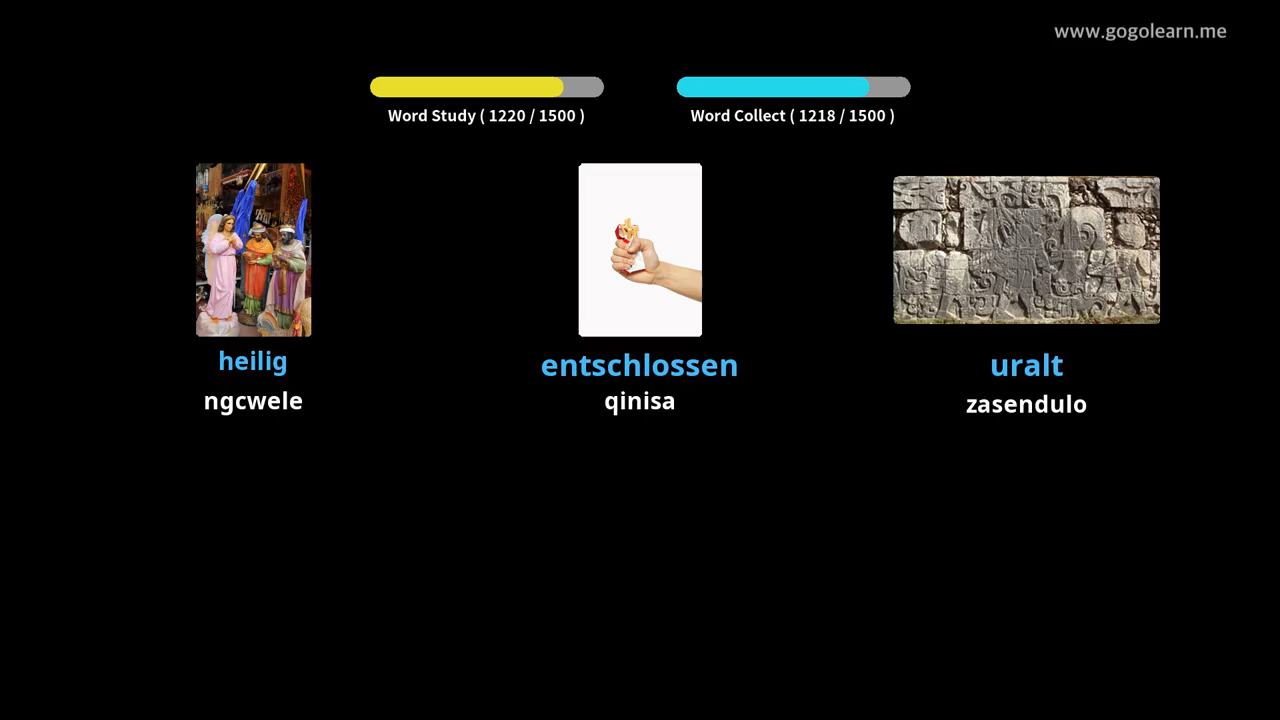 www.gogolearn.me
Word Study ( 1220 / 1500 )
Word Collect ( 1218 / 1500 )
heilig
ngcwele
entschlossen
qinisa
uralt
zasendulo